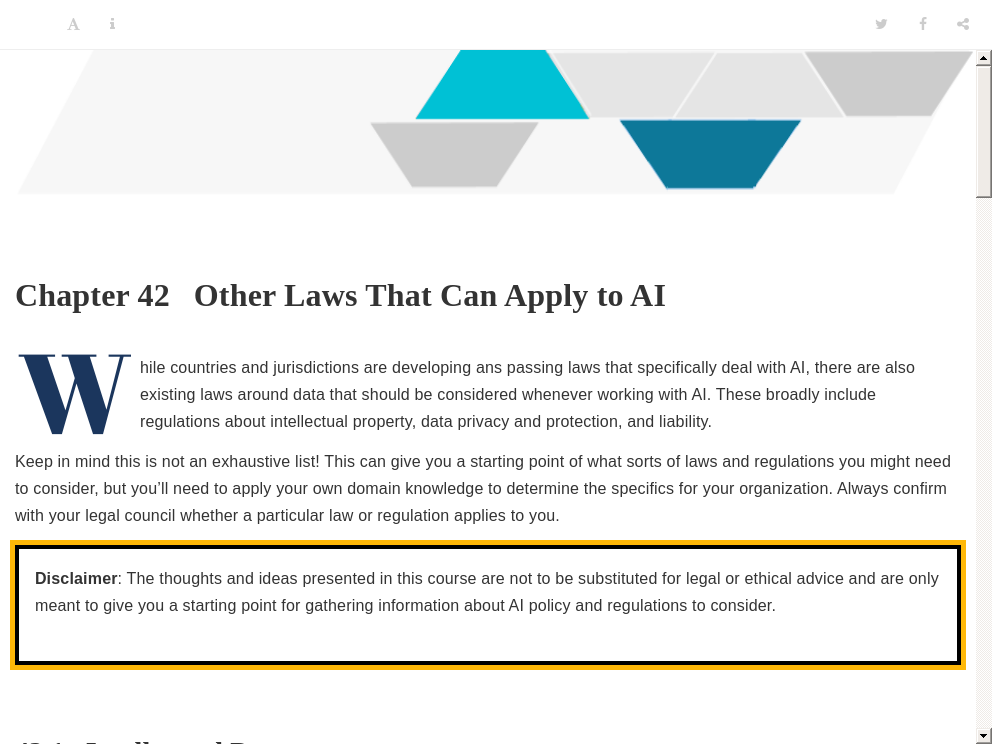 Chapter 42 Other Laws That Can Apply to AI
While countries and jurisdictions are developing ans passing laws that specifically deal with AI, there are also
existing laws around data that should be considered whenever working with AI. These broadly include
regulations about intellectual property, data privacy and protection, and liability.
Keep in mind this is not an exhaustive list! This can give you a starting point of what sorts of laws and regulations you might need
to consider, but you’ll need to apply your own domain knowledge to determine the specifics for your organization. Always confirm
with your legal council whether a particular law or regulation applies to you.
Disclaimer: The thoughts and ideas presented in this course are not to be substituted for legal or ethical advice and are only
meant to give you a starting point for gathering information about AI policy and regulations to consider.